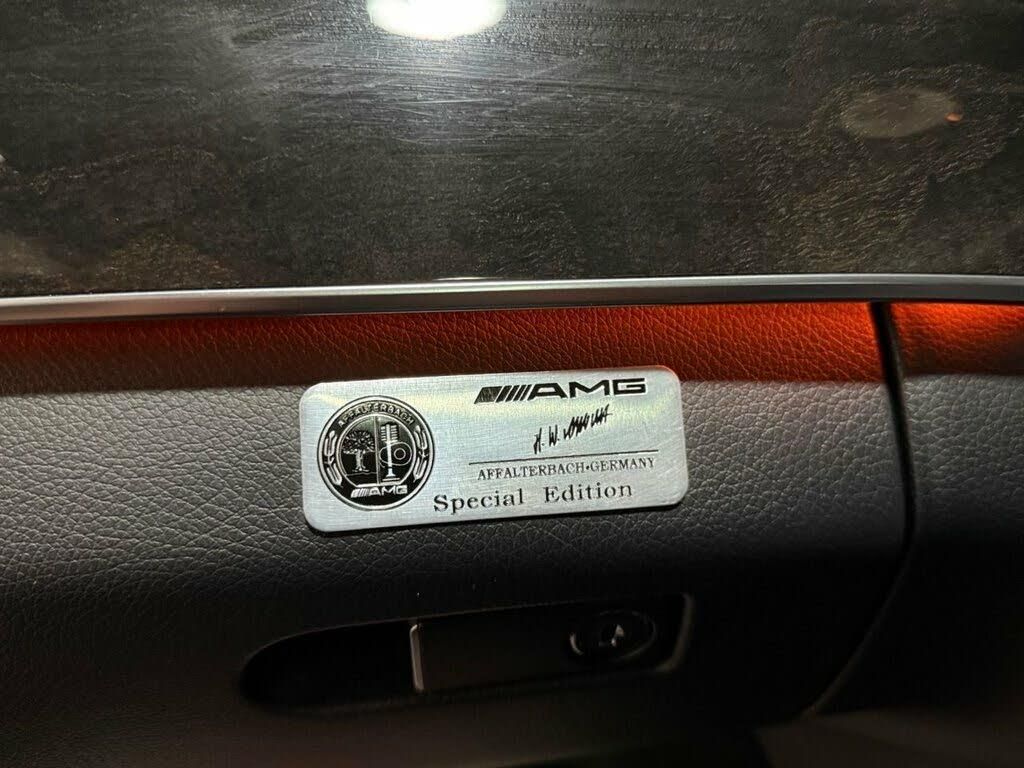 AFFALTERBACH
AMG
AMG
AFFALTERBACH•GERMANY
Special Edition